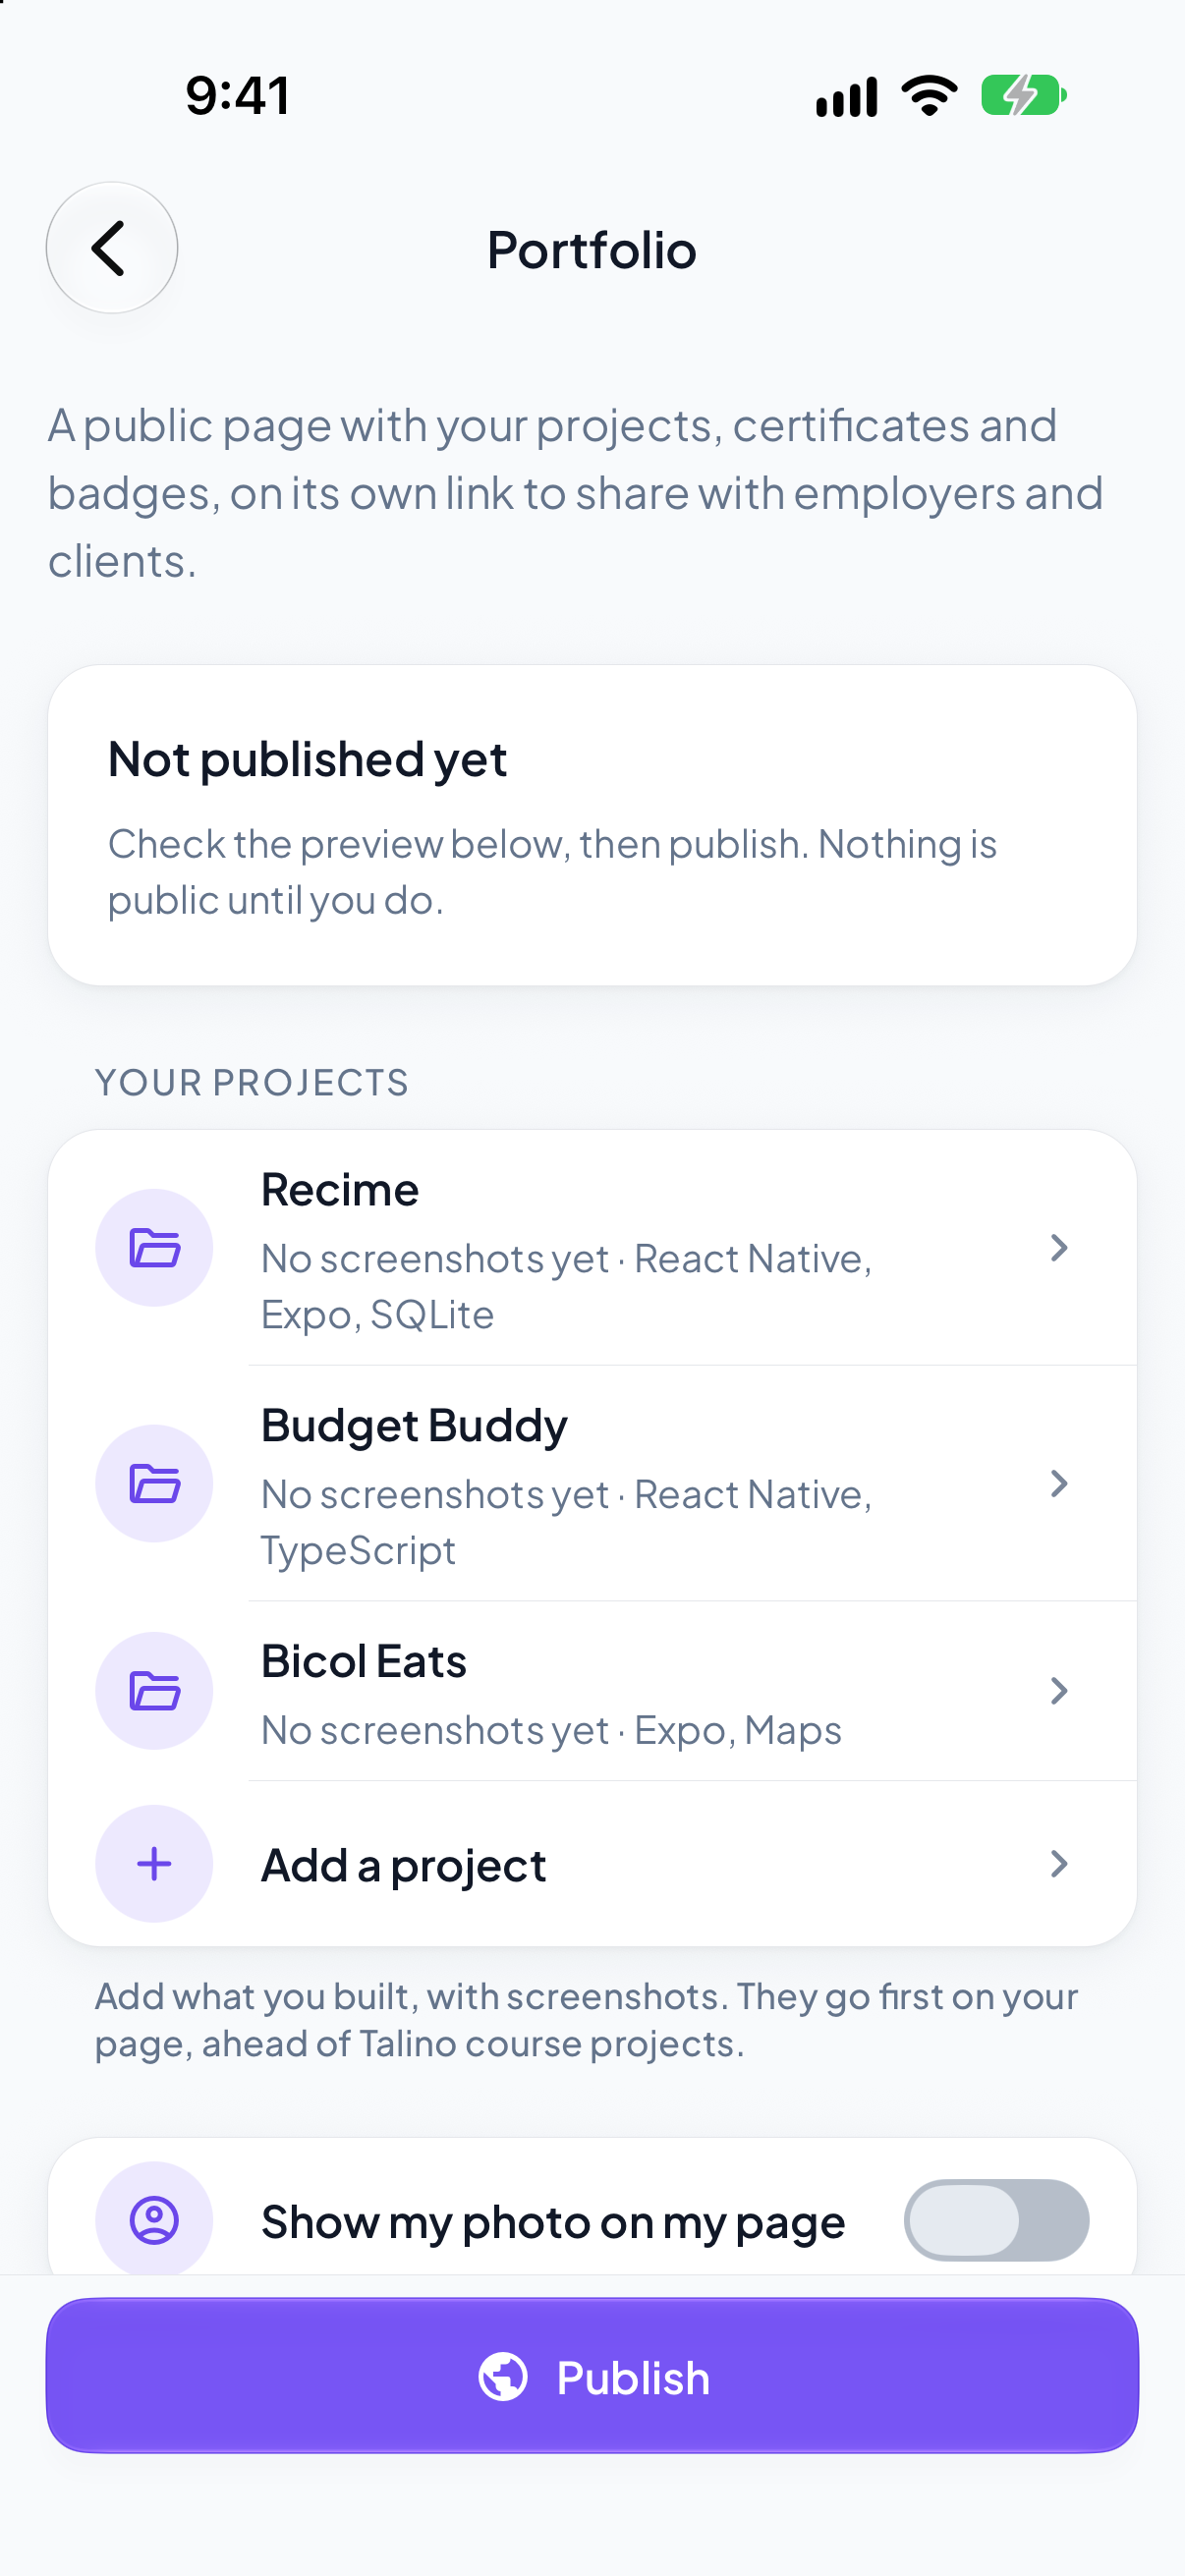 9:41
Portfolio
A public page with your projects, certificates and
badges, on its own link to share with employers and
clients.
Not published yet
Check the preview below, then publish. Nothing is
public until you do.
YOUR PROJECTS
Recime
No screenshots yet · React Native,
Expo, SQLite
Budget Buddy
No screenshots yet · React Native,
TypeScript
Bicol Eats
No screenshots yet · Expo, Maps
Add a project
Add what you built, with screenshots. They go first on your
page, ahead of Talino course projects.
Show my photo on my page
Publish